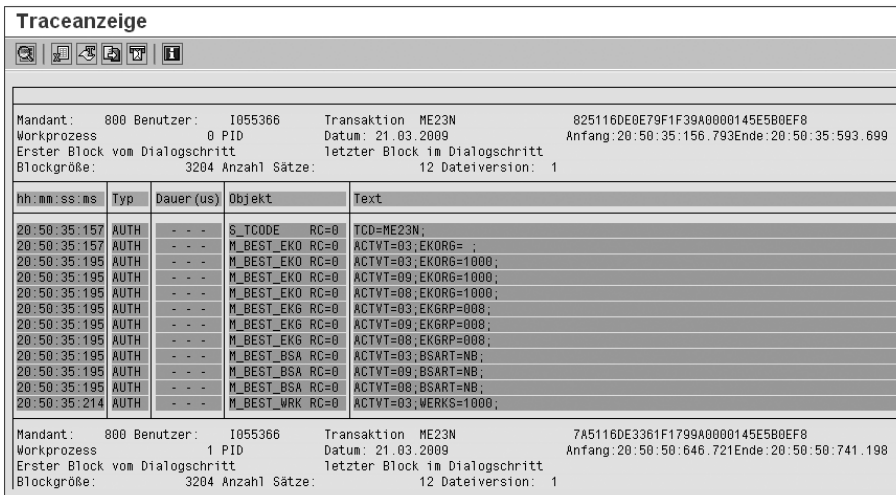 Traceanzeige
Mandant: 800 Benutzer: I055366 Transaktion ME23N 825116DE0E79F1F39A0000145E5B0EF8
Workprozess 0 PID Datum: 21.03.2009 Anfang:20:50:35:156.793Ende:20:50:35:593.699
Erster Block vom Dialogschritt letzter Block im Dialogschritt
Blockgröße: 3204 Anzahl Sätze: 12 Dateiversion: 1
hh:mm:ss:ms Typ Dauer(us) Objekt Text
20:50:35:157 AUTH - - - S_TCODE RC=0 TCD=ME23N;
20:50:35:157 AUTH - - - M_BEST_EKO RC=0 ACTVT=03;EKORG= ;
20:50:35:195 AUTH - - - M_BEST_EKO RC=0 ACTVT=03;EKORG=1000;
20:50:35:195 AUTH - - - M_BEST_EKO RC=0 ACTVT=09;EKORG=1000;
20:50:35:195 AUTH - - - M_BEST_EKO RC=0 ACTVT=08;EKORG=1000;
20:50:35:195 AUTH - - - M_BEST_EKG RC=0 ACTVT=03;EKGRP=008;
20:50:35:195 AUTH - - - M_BEST_EKG RC=0 ACTVT=09;EKGRP=008;
20:50:35:195 AUTH - - - M_BEST_EKG RC=0 ACTVT=08;EKGRP=008;
20:50:35:195 AUTH - - - M_BEST_BSA RC=0 ACTVT=03;BSART=NB;
20:50:35:195 AUTH - - - M_BEST_BSA RC=0 ACTVT=09;BSART=NB;
20:50:35:195 AUTH - - - M_BEST_BSA RC=0 ACTVT=08;BSART=NB;
20:50:35:214 AUTH - - - M_BEST_WRK RC=0 ACTVT=03;WERKS=1000;
Mandant: 800 Benutzer: I055366 Transaktion ME23N 7A5116DE3361F1799A0000145E5B0EF8
Workprozess 1 PID Datum: 21.03.2009 Anfang:20:50:50:646.721Ende:20:50:50:741.198
Erster Block vom Dialogschritt letzter Block im Dialogschritt
Blockgröße: 3204 Anzahl Sätze: 12 Dateiversion: 1